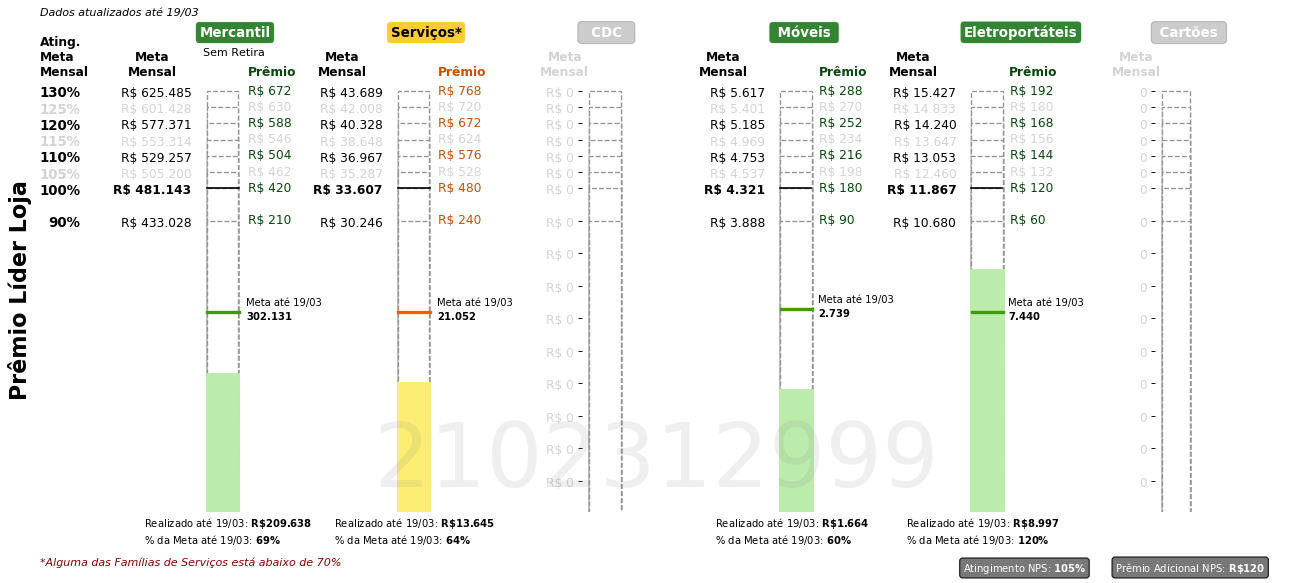 Dados atualizados até 19/03
Mercantil Serviços* CDC Móveis Eletroportáteis Cartões
Sem Retira
Ating. Meta Mensal
Meta Mensal Prêmio Meta Mensal Prêmio Meta Mensal Meta Mensal Prêmio Meta Mensal Prêmio Meta Mensal
130% R$ 625.485 R$ 672 R$ 43.689 R$ 768 R$ 0 R$ 5.617 R$ 288 R$ 15.427 R$ 192 0
125% R$ 601.428 R$ 630 R$ 42.008 R$ 720 R$ 0 R$ 5.401 R$ 270 R$ 14.833 R$ 180 0
120% R$ 577.371 R$ 588 R$ 40.328 R$ 672 R$ 0 R$ 5.185 R$ 252 R$ 14.240 R$ 168 0
115% R$ 553.314 R$ 546 R$ 38.648 R$ 624 R$ 0 R$ 4.969 R$ 234 R$ 13.647 R$ 156 0
110% R$ 529.257 R$ 504 R$ 36.967 R$ 576 R$ 0 R$ 4.753 R$ 216 R$ 13.053 R$ 144 0
105% R$ 505.200 R$ 462 R$ 35.287 R$ 528 R$ 0 R$ 4.537 R$ 198 R$ 12.460 R$ 132 0
100% R$ 481.143 R$ 420 R$ 33.607 R$ 480 R$ 0 R$ 4.321 R$ 180 R$ 11.867 R$ 120 0
90% R$ 433.028 R$ 210 R$ 30.246 R$ 240 R$ 0 R$ 3.888 R$ 90 R$ 10.680 R$ 60 0
R$ 0 0
R$ 0 0
Meta até 19/03 Meta até 19/03 Meta até 19/03 Meta até 19/03
302.131 21.052 2.739 7.440
R$ 0 0
R$ 0 0
R$ 0 0
R$ 0 0
R$ 0 0
R$ 0 0
Prêmio Líder Loja
2102312999
Realizado até 19/03: R$209.638 Realizado até 19/03: R$13.645 Realizado até 19/03: R$1.664 Realizado até 19/03: R$8.997
% da Meta até 19/03: 69% % da Meta até 19/03: 64% % da Meta até 19/03: 60% % da Meta até 19/03: 120%
*Alguma das Famílias de Serviços está abaixo de 70%
Atingimento NPS: 105% Prêmio Adicional NPS: R$120